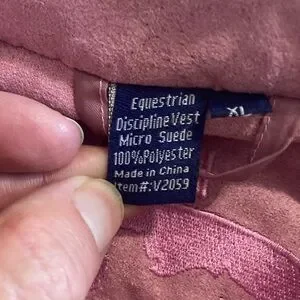 Equestrian
Discipline Vest
Micro Suede
100%Polyester
Made in China
Item#:V2059
XL